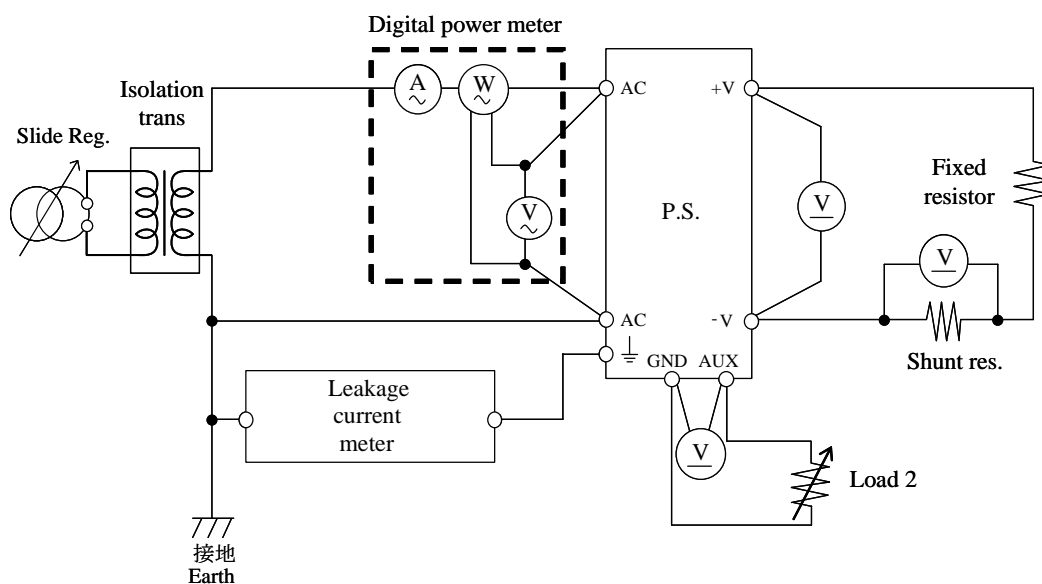 Digital power meter
Isolation
trans
Slide Reg.
A
W
AC
+V
V
P.S.
V
Fixed
resistor
V
AC
-V
Shunt res.
GND
AUX
Leakage
current
meter
V
Load 2
接地
Earth